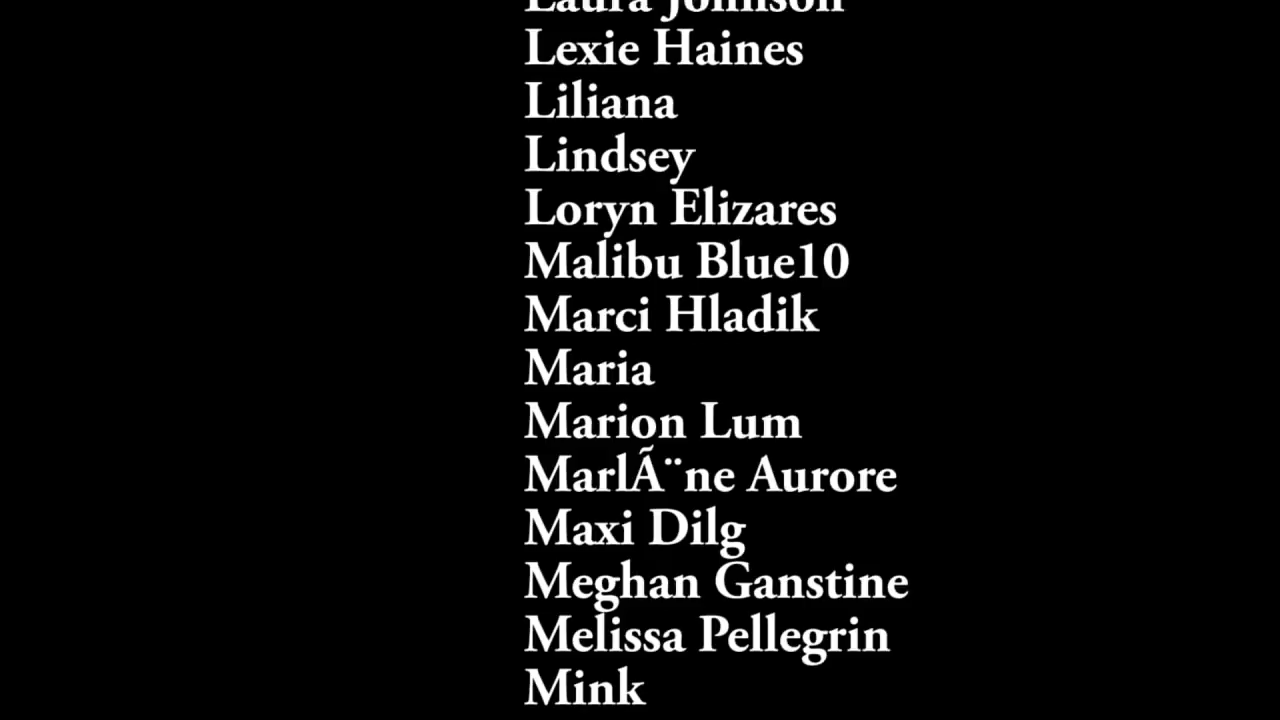 Laura Johnson
Lexie Haines
Liliana
Lindsey
Loryn Elizares
Malibu Blue10
Marci Hladik
Maria
Marion Lum
MarlÃ¨ne Aurore
Maxi Dilg
Meghan Ganstine
Melissa Pellegrin
Mink